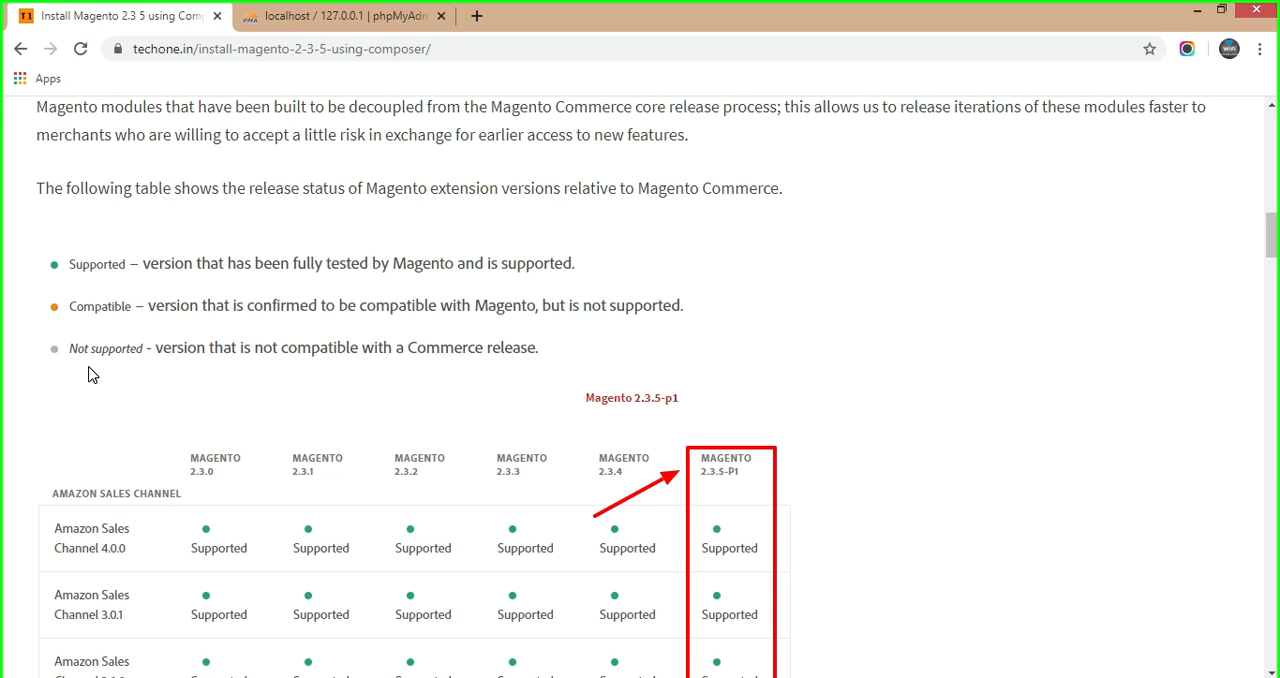 Install Magento 2.3 5 using Comp
localhost / 127.0.0.1 | phpMyAdm
techone.in/install-magento-2-3-5-using-composer/
Apps
Magento modules that have been built to be decoupled from the Magento Commerce core release process; this allows us to release iterations of these modules faster to
merchants who are willing to accept a little risk in exchange for earlier access to new features.
The following table shows the release status of Magento extension versions relative to Magento Commerce.
Supported – version that has been fully tested by Magento and is supported.
Compatible – version that is confirmed to be compatible with Magento, but is not supported.
Not supported - version that is not compatible with a Commerce release.
Magento 2.3.5-p1
MAGENTO MAGENTO MAGENTO MAGENTO MAGENTO MAGENTO
2.3.0 2.3.1 2.3.2 2.3.3 2.3.4 2.3.5-P1
AMAZON SALES CHANNEL
Amazon Sales
Channel 4.0.0 Supported Supported Supported Supported Supported Supported
Amazon Sales
Channel 3.0.1 Supported Supported Supported Supported Supported Supported
Amazon Sales